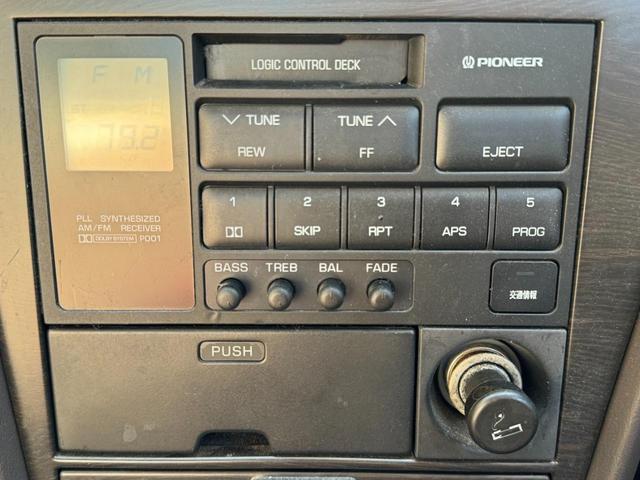 LOGIC CONTROL DECK
PIONEER
F M
ST
79.2
TUNE
REW
TUNE
FF
EJECT
1
2
SKIP
3
RPT
4
APS
5
PROG
PLL SYNTHESIZED
AM/FM RECEIVER
DOLBY SYSTEM P001
BASS
TREB
BAL
FADE
交通情報
PUSH